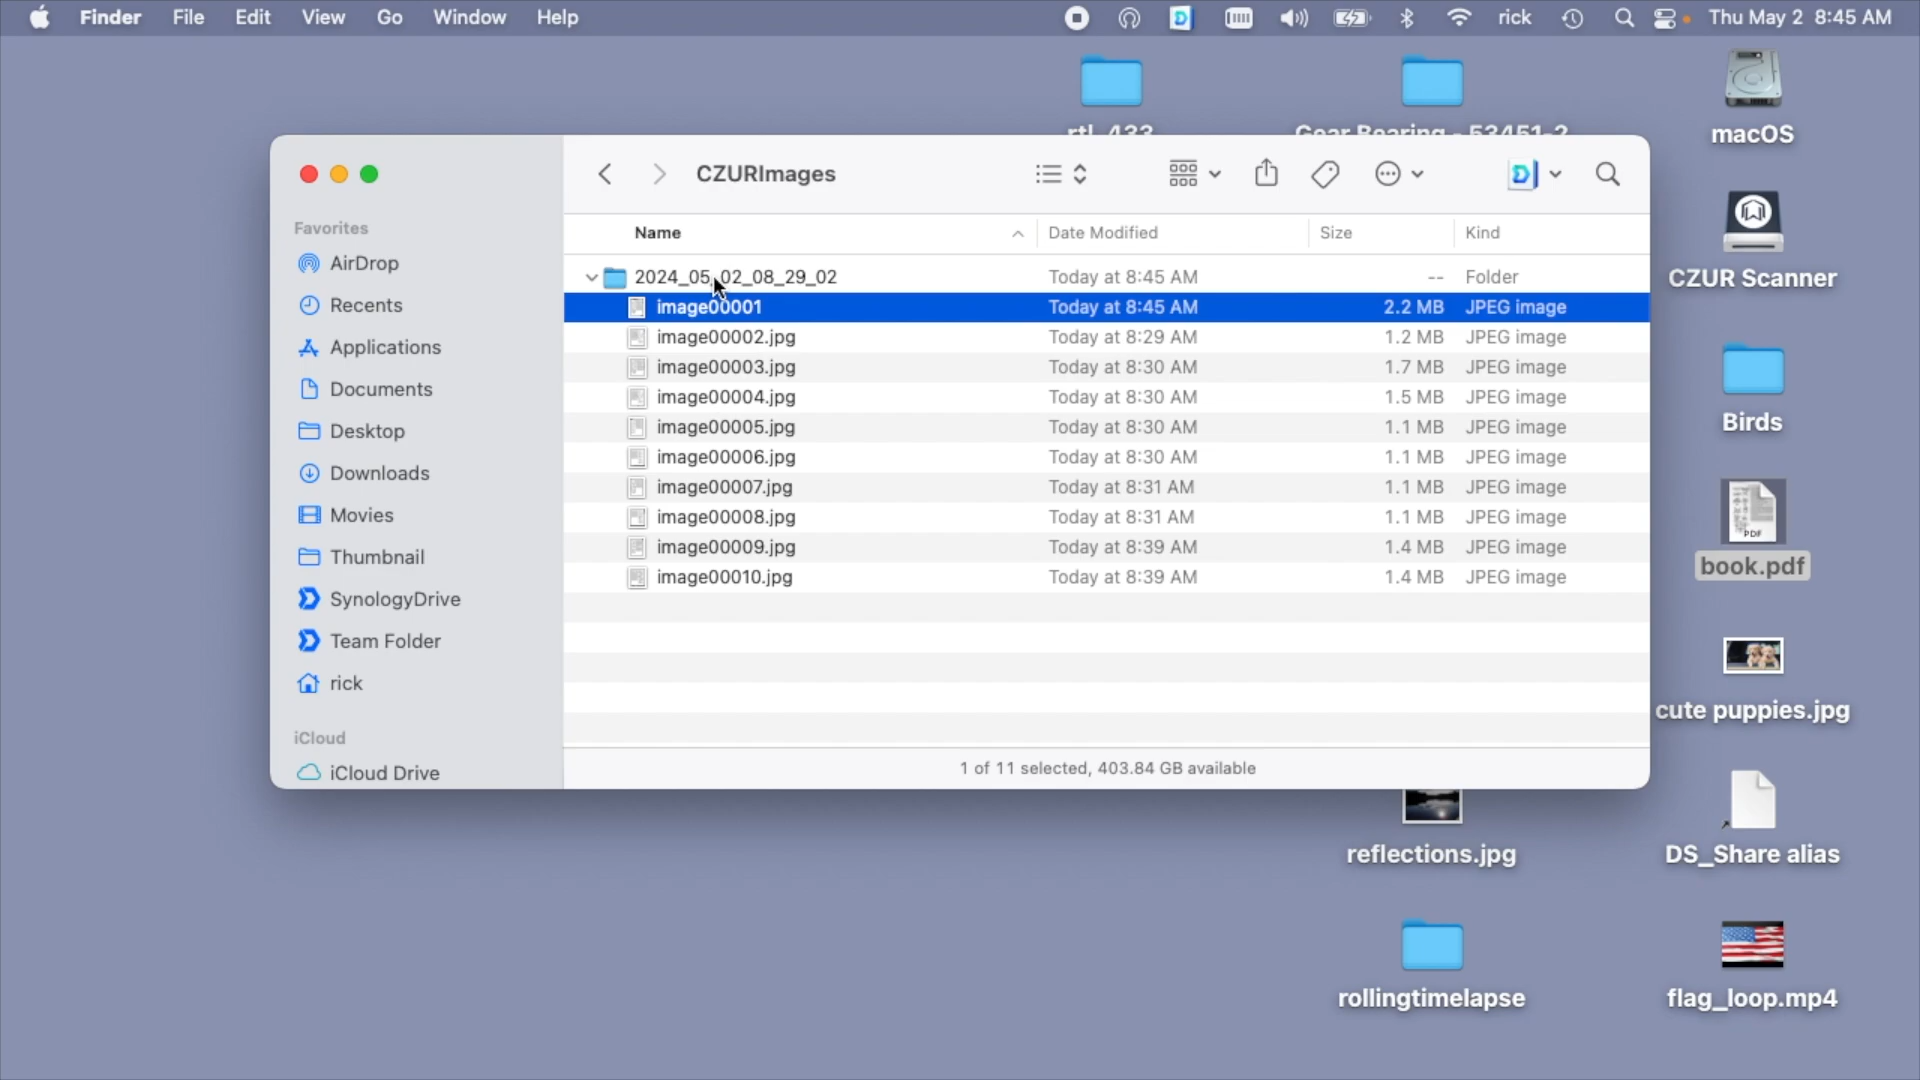 Finder File Edit View Go Window Help rick Thu May 2 8:45 AM
rtl_433
Gear Bearing - 53451-2
macOS
CZURImages
Favorites
AirDrop
Recents
Applications
Documents
Desktop
Downloads
Movies
Thumbnail
SynologyDrive
Team Folder
rick
iCloud
iCloud Drive
Name Date Modified Size Kind
2024_05_02_08_29_02 Today at 8:45 AM -- Folder
image00001 Today at 8:45 AM 2.2 MB JPEG image
image00002.jpg Today at 8:29 AM 1.2 MB JPEG image
image00003.jpg Today at 8:30 AM 1.7 MB JPEG image
image00004.jpg Today at 8:30 AM 1.5 MB JPEG image
image00005.jpg Today at 8:30 AM 1.1 MB JPEG image
image00006.jpg Today at 8:30 AM 1.1 MB JPEG image
image00007.jpg Today at 8:31 AM 1.1 MB JPEG image
image00008.jpg Today at 8:31 AM 1.1 MB JPEG image
image00009.jpg Today at 8:39 AM 1.4 MB JPEG image
image00010.jpg Today at 8:39 AM 1.4 MB JPEG image
1 of 11 selected, 403.84 GB available
CZUR Scanner
Birds
PDF
book.pdf
cute puppies.jpg
reflections.jpg
DS_Share alias
rollingtimelapse
flag_loop.mp4